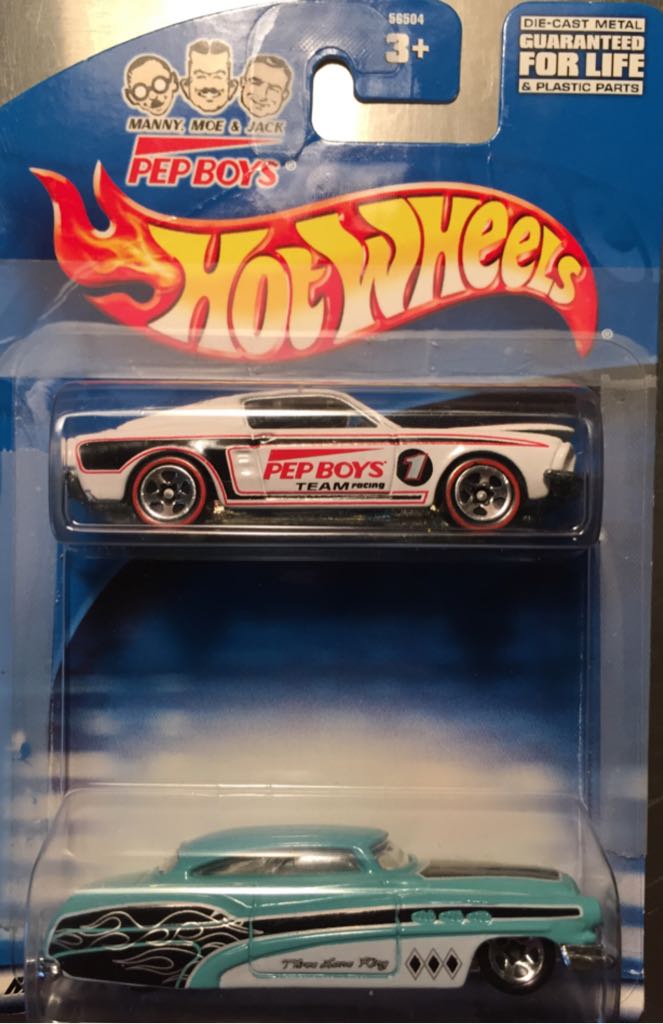 56504
3+
DIE-CAST METAL
GUARANTEED
FOR LIFE
& PLASTIC PARTS
MANNY, MOE & JACK
PEP BOYS®
HOT WHEELS®
PEP BOYS
TEAM racing
1